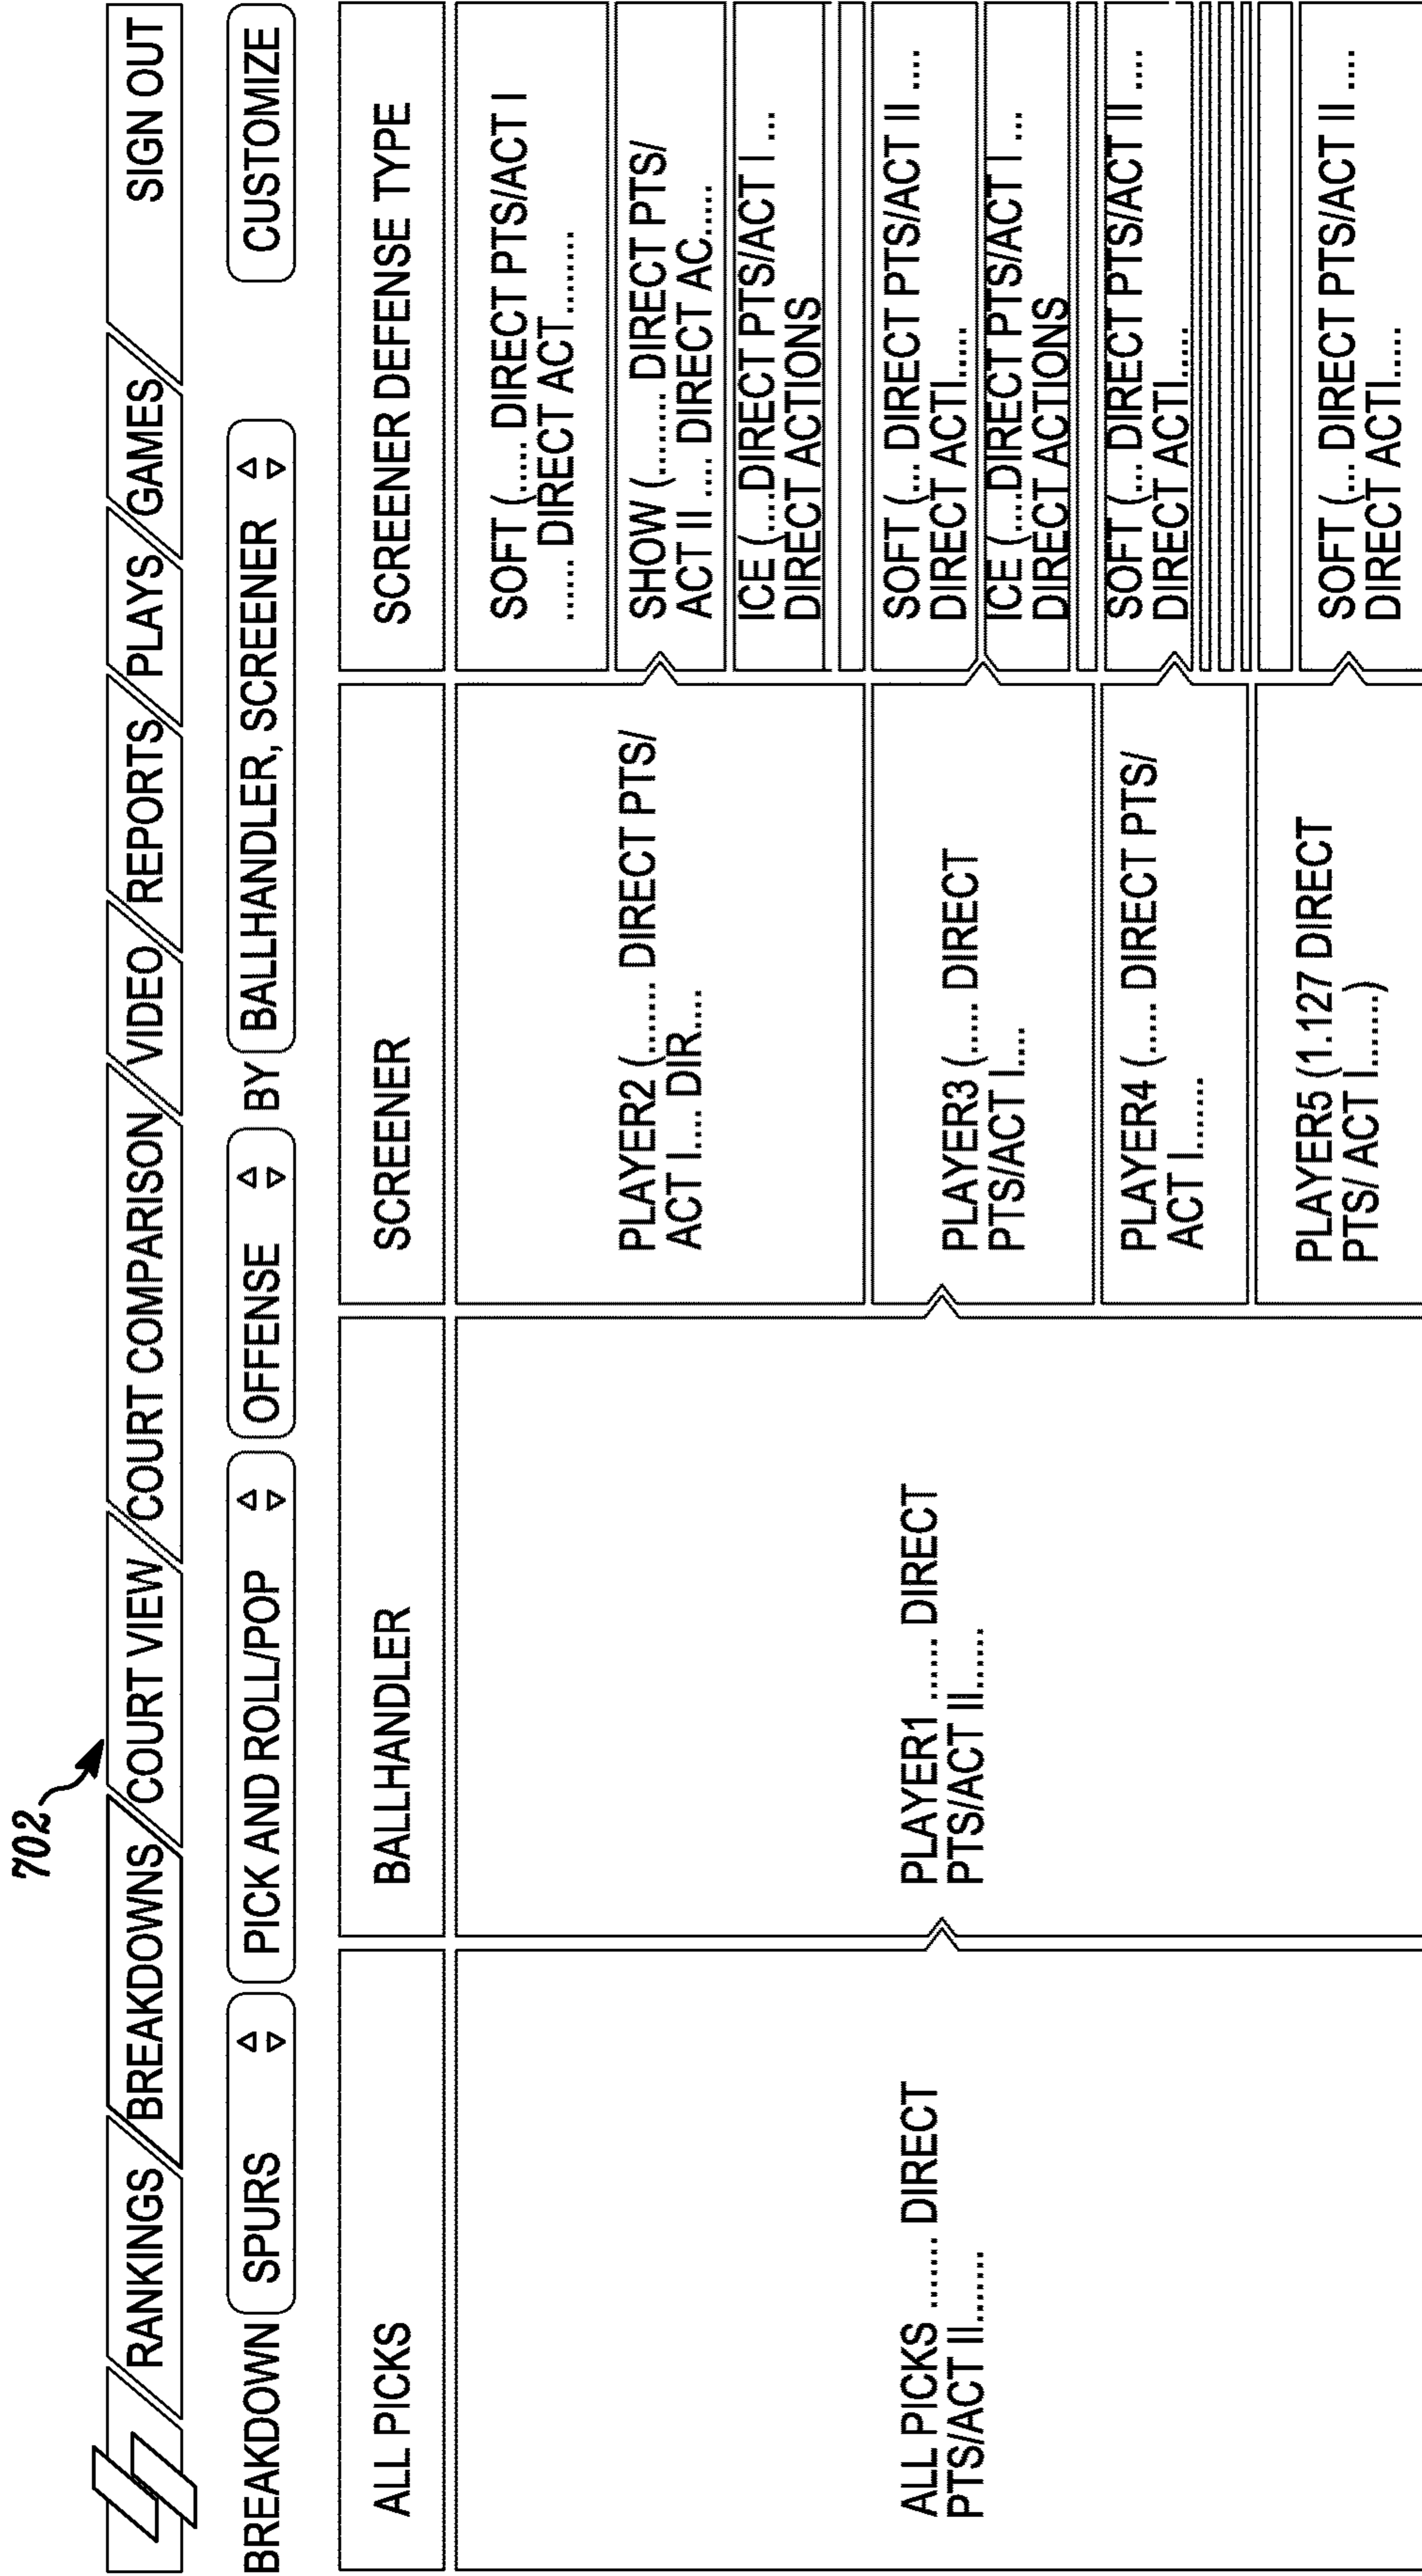 702
RANKINGS
BREAKDOWNS
COURT VIEW
COURT COMPARISON
VIDEO
REPORTS
PLAYS
GAMES
SIGN OUT
BREAKDOWN
SPURS
PICK AND ROLL/POP
OFFENSE
BY
BALLHANDLER, SCREENER
CUSTOMIZE
ALL PICKS
BALLHANDLER
SCREENER
SCREENER DEFENSE TYPE
ALL PICKS ....... DIRECT
PTS/ACT II.......
PLAYER1 ...... DIRECT
PTS/ACT II......
PLAYER2 (...... DIRECT PTS/
ACT I.... DIR....
PLAYER3 (..... DIRECT
PTS/ACT I....
PLAYER4 (..... DIRECT PTS/
ACT I.......
PLAYER5 (1.127 DIRECT
PTS/ ACT I.......)
SOFT (..... DIRECT PTS/ACT I
...... DIRECT ACT........
SHOW (........ DIRECT PTS/
ACT II .... DIRECT AC.....
ICE (....DIRECT PTS/ACT I ...
DIRECT ACTIONS
SOFT (... DIRECT PTS/ACT II ....
DIRECT ACTI.....
ICE (....DIRECT PTS/ACT I ...
DIRECT ACTIONS
SOFT (... DIRECT PTS/ACT II ....
DIRECT ACTI.....
SOFT (... DIRECT PTS/ACT II ....
DIRECT ACTI.....